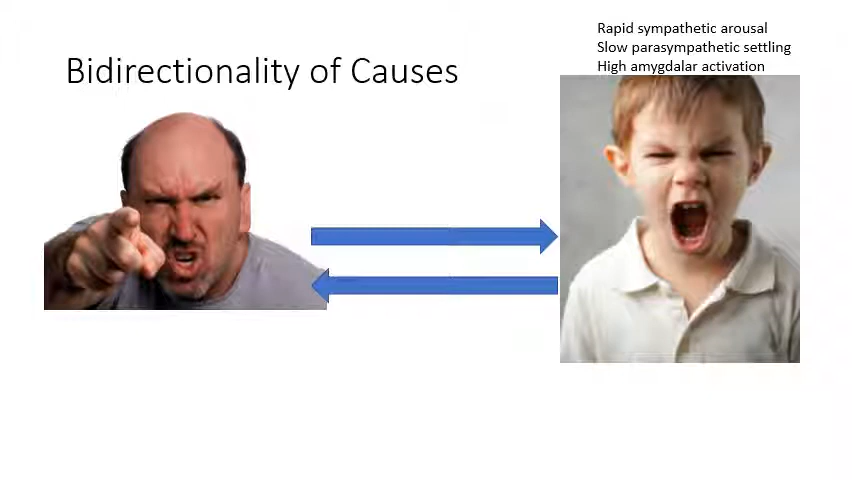 Rapid sympathetic arousal
Slow parasympathetic settling
High amygdalar activation
Bidirectionality of Causes